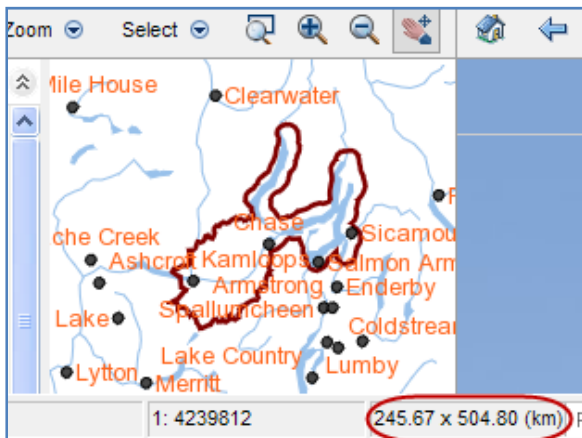 Zoom Select
Mile House
Clearwater
Chase
Sicamou
che Creek
Ashcroft Kamloops Salmon Arm
Armstrong Enderby
Spallumcheen
Lake Coldstrear
Lake Country
Lumby
Lytton
Merritt
1: 4239812 245.67 x 504.80 (km)